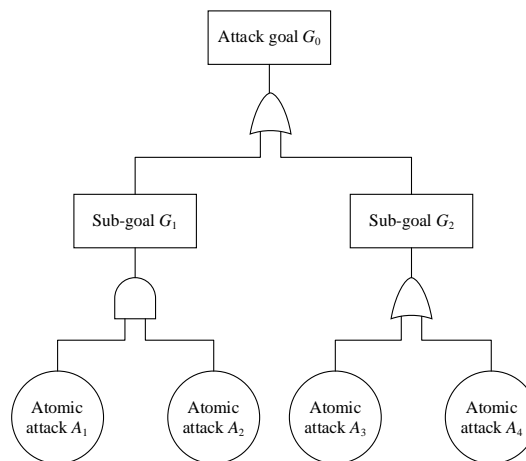 Attack goal G₀
Sub-goal G₁
Sub-goal G₂
Atomic
attack A₁
Atomic
attack A₂
Atomic
attack A₃
Atomic
attack A₄